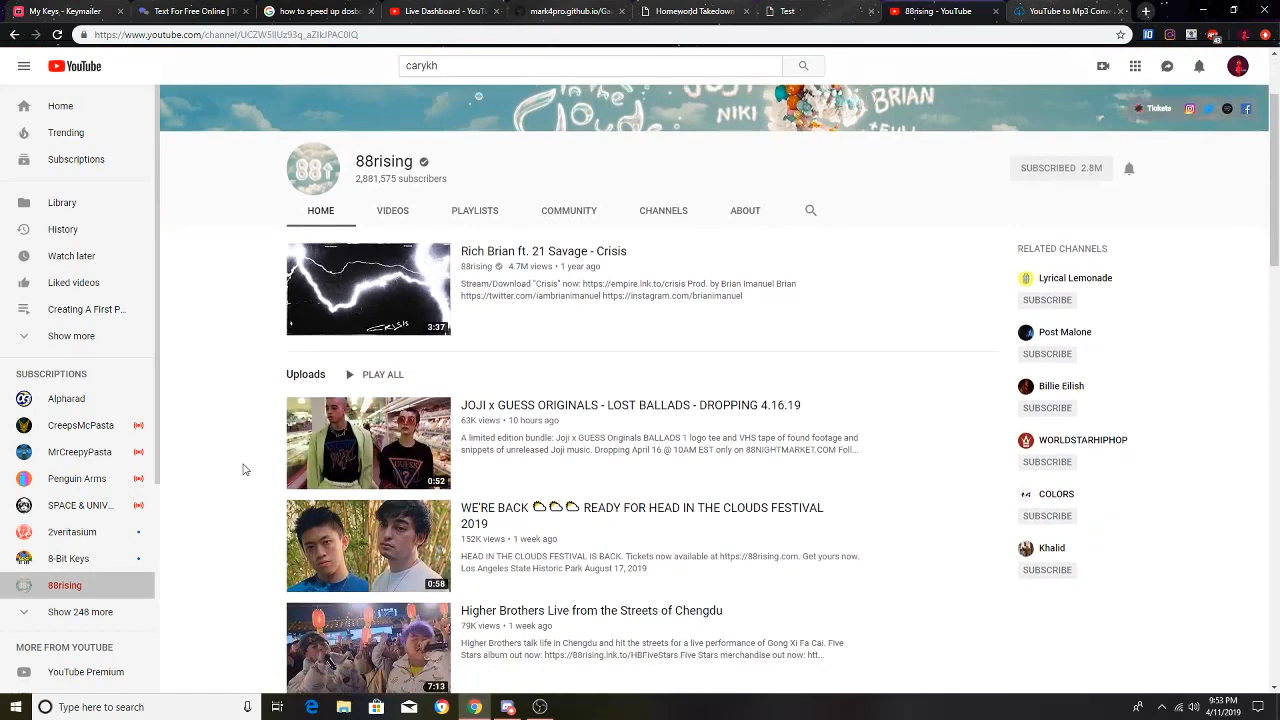 My Keys - Keymailer
Text For Free Online | Te
does honey - Google Sear
Untitled - YouTube
mark4pro.github.io/
Homework
Test
88rising - YouTube
Mp3 Conve
https://www.youtube.com/channel/
YouTube
carykh
Home
Trending
Subscriptions
Library
History
Watch later
Liked videos
Creating A First P...
Show more
SUBSCRIPTIONS
Alpharad
CreepsMcPasta
MrCreepyPasta
Penguin Arms
SPACE & UNIV...
2veritasium
8-Bit Keys
88rising
Show 248 more
MORE FROM YOUTUBE
YouTube Premium
JOJI
NIKI
BRIAN
Tickets
88rising
2,881,575 subscribers
SUBSCRIBED 2.8M
HOME
VIDEOS
PLAYLISTS
COMMUNITY
CHANNELS
ABOUT
Rich Brian ft. 21 Savage - Crisis
88rising 4.7M views • 1 year ago
Stream/Download "Crisis" now: https://empire.lnk.to/crisis Prod. by Brian Imanuel Brian
https://twitter.com/iambrianimanuel https://instagram.com/brianimanuel
CRISIS
3:37
Uploads
PLAY ALL
JOJI x GUESS ORIGINALS - LOST BALLADS - DROPPING 4.16.19
63K views • 10 hours ago
A limited edition bundle: Joji x GUESS Originals BALLADS 1 logo tee and VHS tape of found footage and
snippets of unreleased Joji music. Dropping April 16 @ 10AM EST only on 88NIGHTMARKET.COM Foll...
GUESS
0:52
WE'RE BACK ⛅⛅⛅ READY FOR HEAD IN THE CLOUDS FESTIVAL
2019
152K views • 1 week ago
HEAD IN THE CLOUDS FESTIVAL IS BACK. Tickets now available at https://88rising.com. Get yours now.
Los Angeles State Historic Park August 17, 2019
0:58
Higher Brothers Live from the Streets of Chengdu
79K views • 1 week ago
Higher Brothers talk life in Chengdu and hit the streets for a live performance of Gong Xi Fa Cai. Five
Stars album out now: https://88rising.lnk.to/HBFiveStars Five Stars merchandise out now: htt...
7:13
RELATED CHANNELS
Lyrical Lemonade
SUBSCRIBE
Post Malone
SUBSCRIBE
Billie Eilish
SUBSCRIBE
WORLDSTARHIPHOP
SUBSCRIBE
COLORS
SUBSCRIBE
Khalid
SUBSCRIBE
Type here to search
9:53 PM
4/11/2019